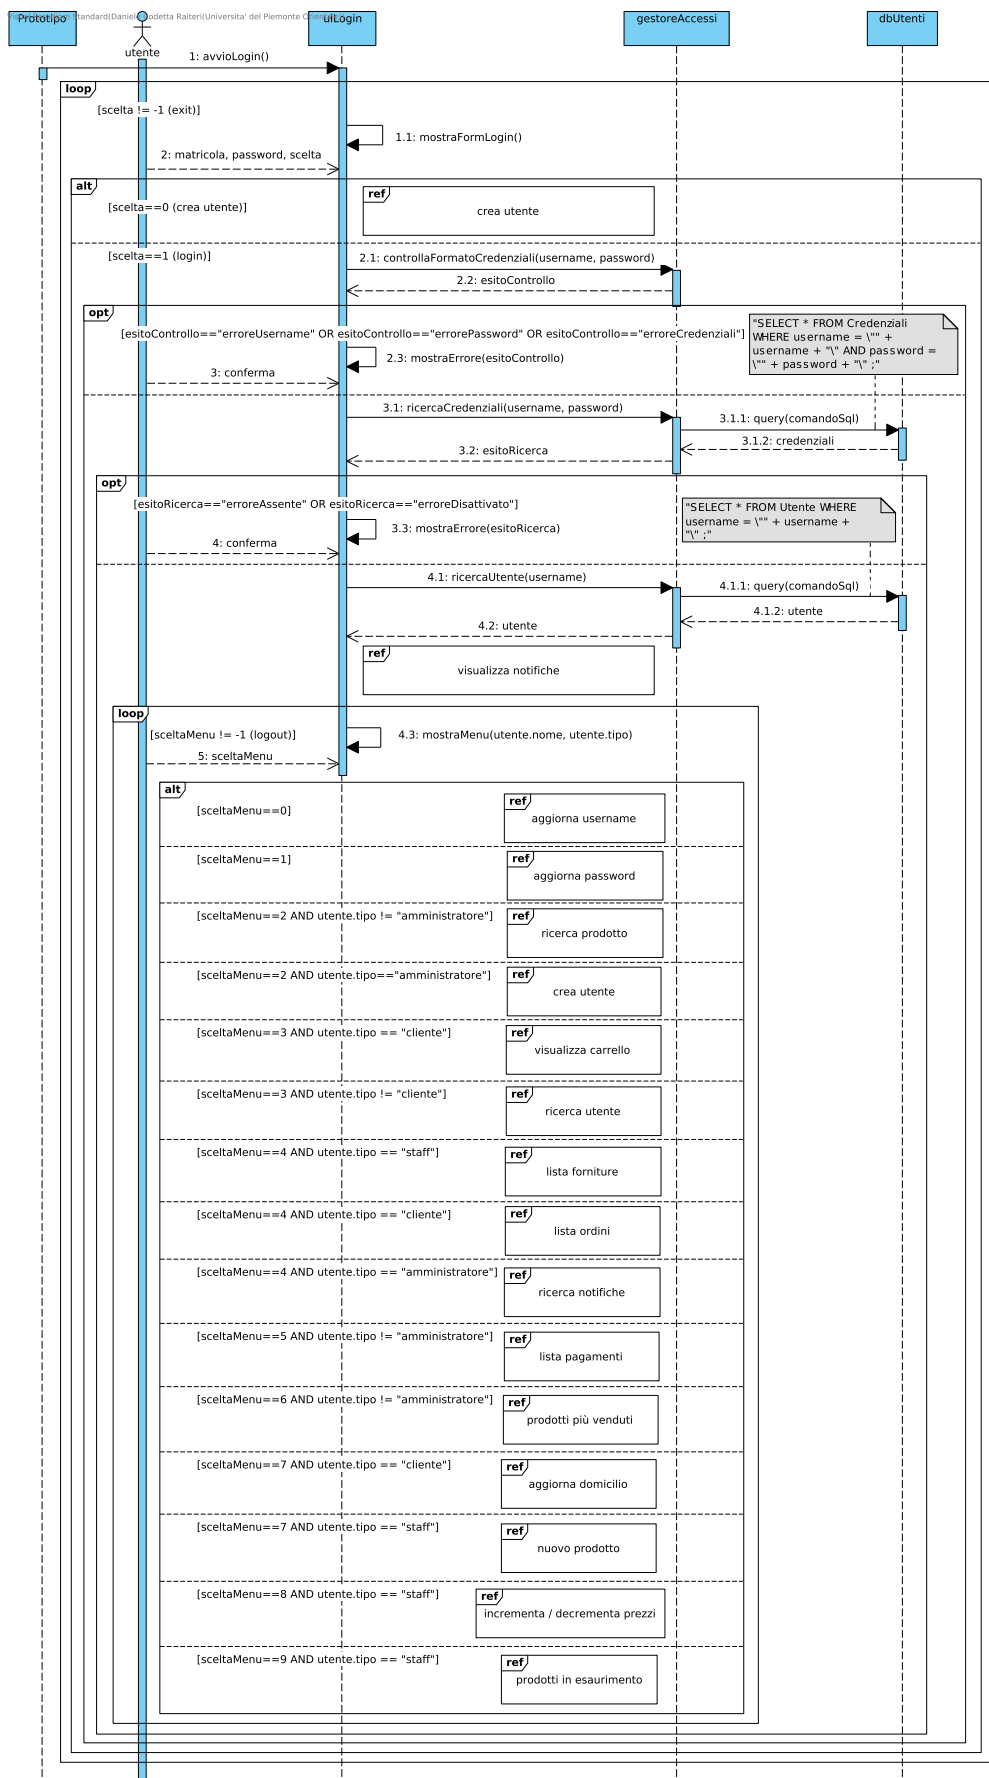 Visual Paradigm Standard(Daniele Codetta Raiteri(Universita' del Piemonte Orientale))
Prototipo
utente
uiLogin
gestoreAccessi
dbUtenti
1: avvioLogin()
loop
[scelta != -1 (exit)]
1.1: mostraFormLogin()
2: matricola, password, scelta
alt
[scelta==0 (crea utente)]
ref
crea utente
[scelta==1 (login)]
2.1: controllaFormatoCredenziali(username, password)
2.2: esitoControllo
opt
[esitoControllo=="erroreUsername" OR esitoControllo=="errorePassword" OR esitoControllo=="erroreCredenziali"]
"SELECT * FROM Credenziali
WHERE username = \"" +
username + "\" AND password =
\"" + password + "\" ;"
2.3: mostraErrore(esitoControllo)
3: conferma
3.1: ricercaCredenziali(username, password)
3.1.1: query(comandoSql)
3.1.2: credenziali
3.2: esitoRicerca
opt
[esitoRicerca=="erroreAssente" OR esitoRicerca=="erroreDisattivato"]
"SELECT * FROM Utente WHERE
username = \"" + username +
"\" ;"
3.3: mostraErrore(esitoRicerca)
4: conferma
4.1: ricercaUtente(username)
4.1.1: query(comandoSql)
4.1.2: utente
4.2: utente
ref
visualizza notifiche
loop
[sceltaMenu != -1 (logout)]
4.3: mostraMenu(utente.nome, utente.tipo)
5: sceltaMenu
alt
[sceltaMenu==0]
ref
aggiorna username
[sceltaMenu==1]
ref
aggiorna password
[sceltaMenu==2 AND utente.tipo != "amministratore"]
ref
ricerca prodotto
[sceltaMenu==2 AND utente.tipo=="amministratore"]
ref
crea utente
[sceltaMenu==3 AND utente.tipo == "cliente"]
ref
visualizza carrello
[sceltaMenu==3 AND utente.tipo != "cliente"]
ref
ricerca utente
[sceltaMenu==4 AND utente.tipo == "staff"]
ref
lista forniture
[sceltaMenu==4 AND utente.tipo == "cliente"]
ref
lista ordini
[sceltaMenu==4 AND utente.tipo == "amministratore"]
ref
ricerca notifiche
[sceltaMenu==5 AND utente.tipo != "amministratore"]
ref
lista pagamenti
[sceltaMenu==6 AND utente.tipo != "amministratore"]
ref
prodotti più venduti
[sceltaMenu==7 AND utente.tipo == "cliente"]
ref
aggiorna domicilio
[sceltaMenu==7 AND utente.tipo == "staff"]
ref
nuovo prodotto
[sceltaMenu==8 AND utente.tipo == "staff"]
ref
incrementa / decrementa prezzi
[sceltaMenu==9 AND utente.tipo == "staff"]
ref
prodotti in esaurimento